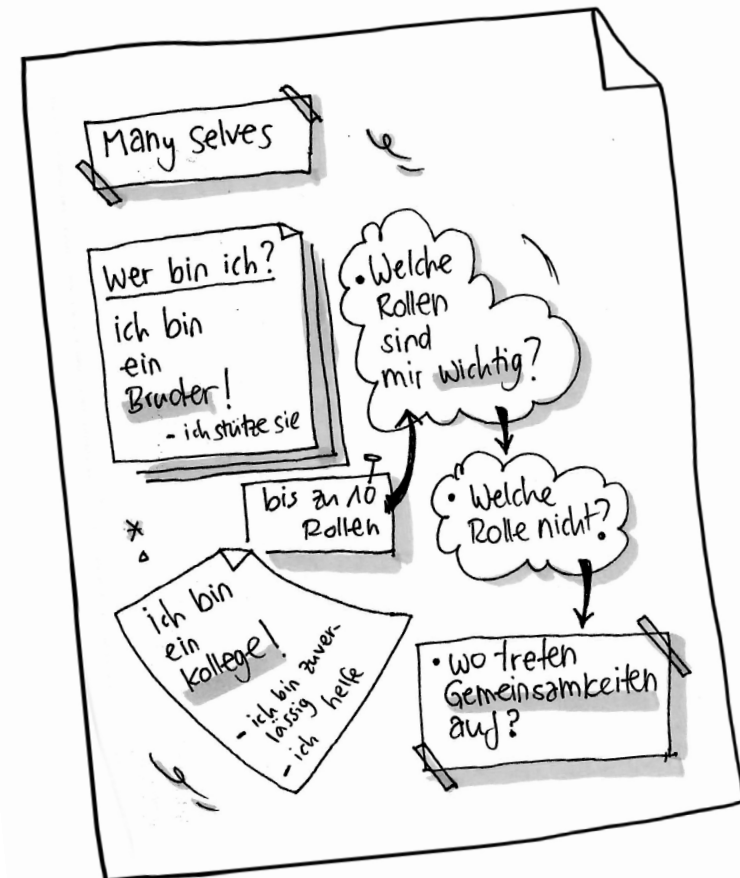 Many selves
Wer bin ich?
ich bin
ein
Bruder!
- ich stütze sie
• Welche
Rollen
sind
mir wichtig?
bis zu 10
Rollen
• Welche
Rolle nicht?
ich bin
ein
Kollege!
- ich bin zuver-
lässig
- ich helfe
• wo treten
Gemeinsamkeiten
auf?